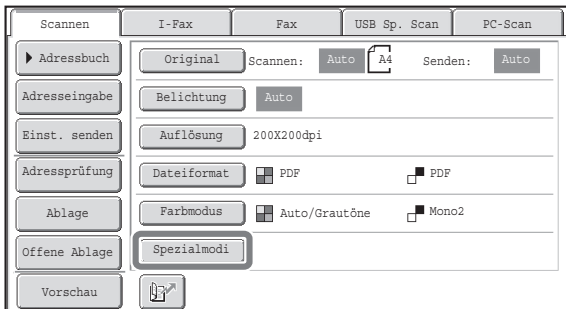 Scannen I-Fax Fax USB Sp. Scan PC-Scan
Adressbuch Original Scannen: Auto A4 Senden: Auto
Adresseingabe Belichtung Auto
Einst. senden Auflösung 200X200dpi
Adressprüfung Dateiformat PDF PDF
Ablage Farbmodus Auto/Grautöne Mono2
Offene Ablage Spezialmodi
Vorschau